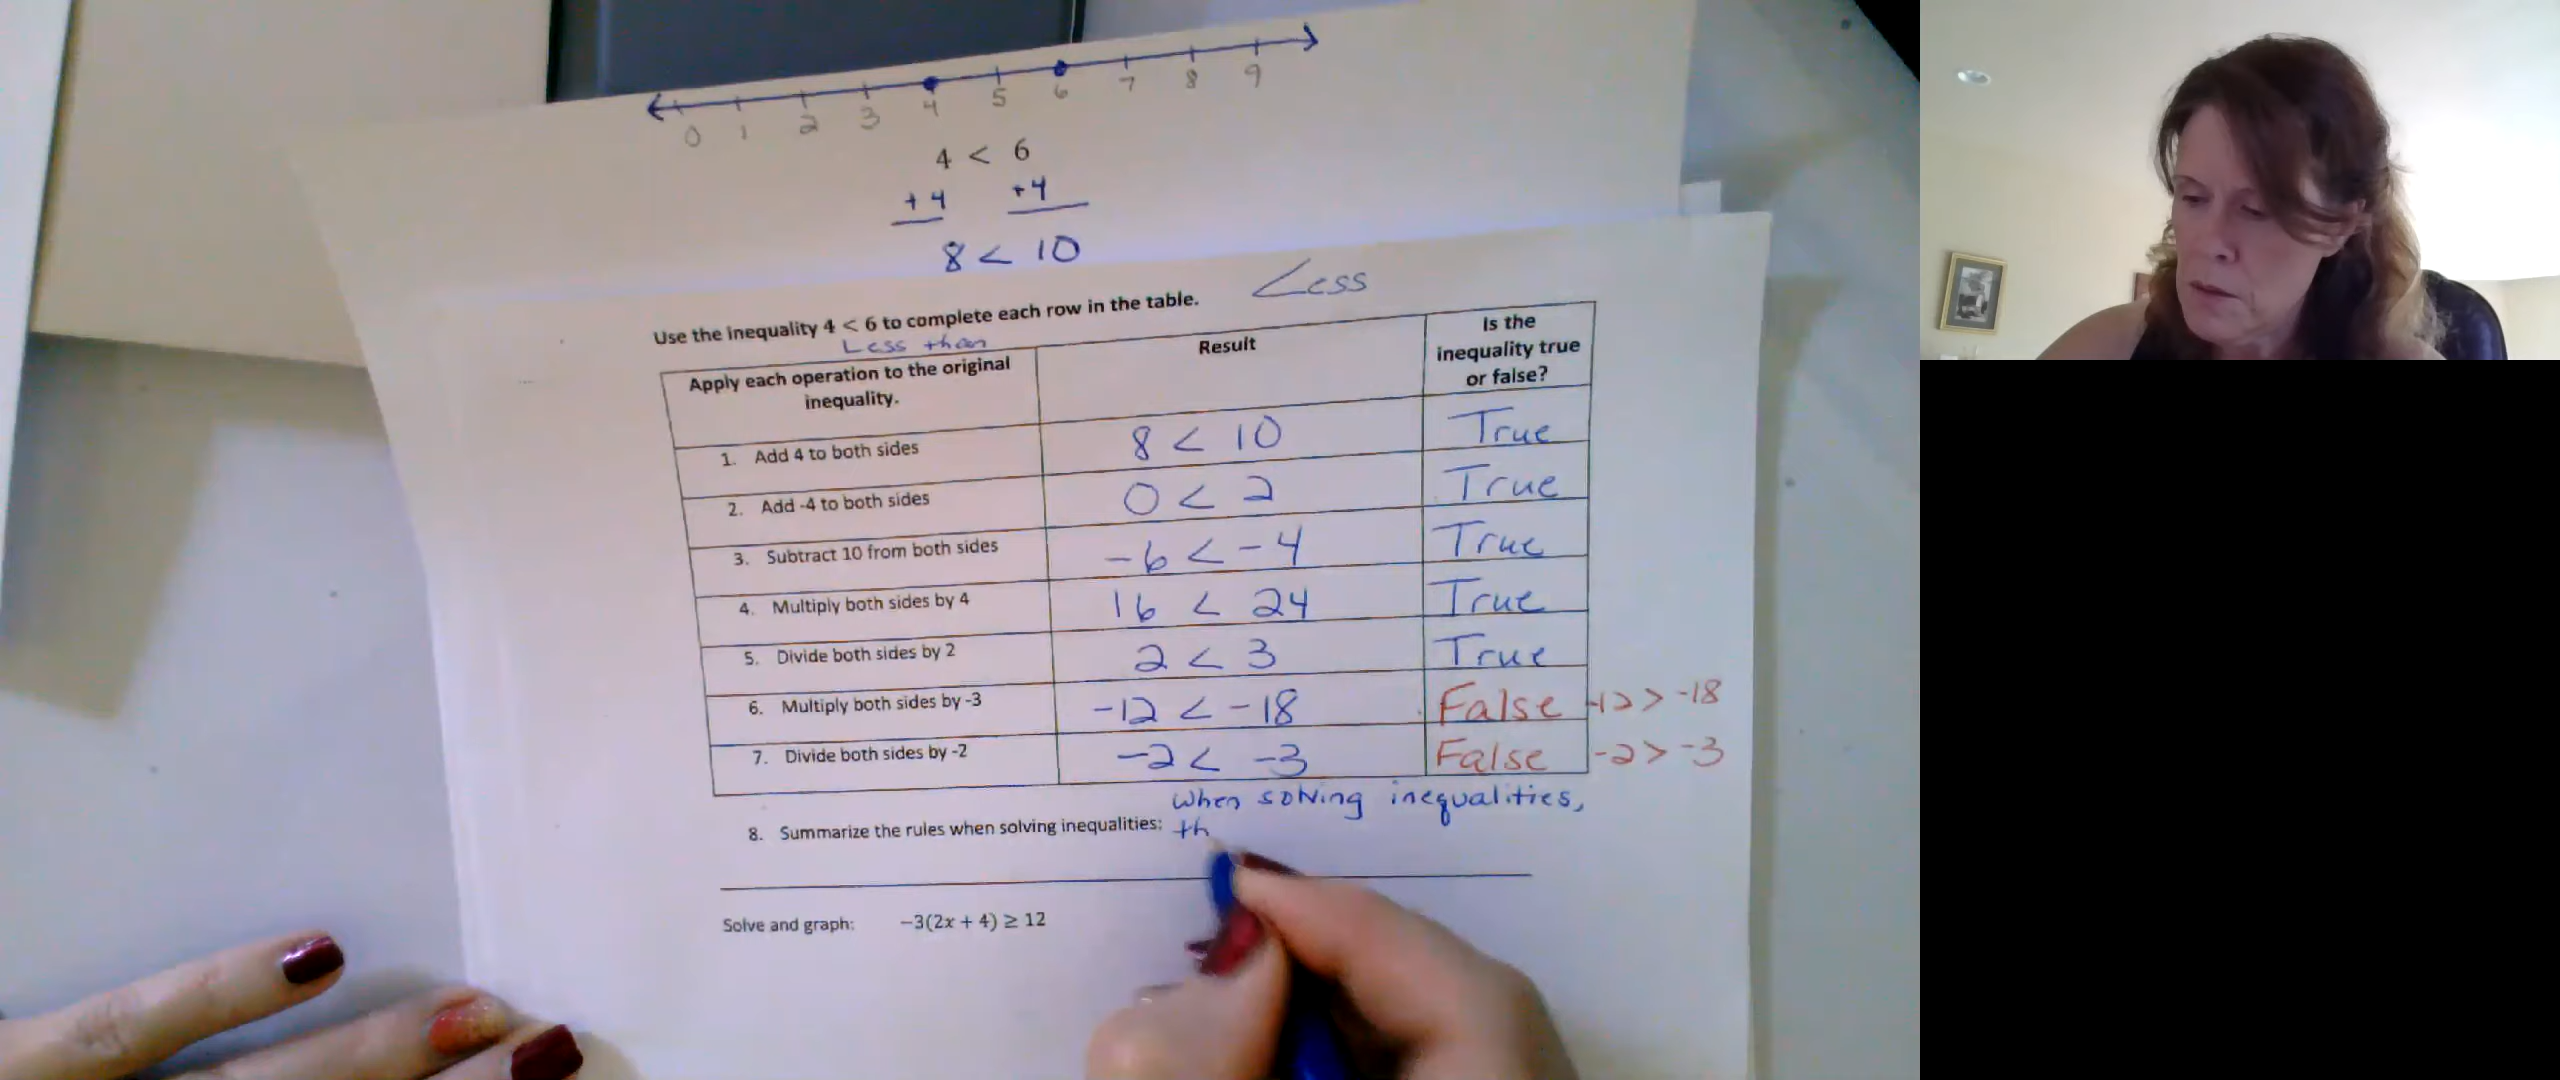 0 1 2 3 4 5 6 7 8 9
4 < 6
+4 +4
8 < 10
Less
Use the inequality 4 < 6 to complete each row in the table.
Less than
Apply each operation to the original inequality. Result Is the inequality true or false?
1. Add 4 to both sides 8 < 10 True
2. Add -4 to both sides 0 < 2 True
3. Subtract 10 from both sides -6 < -4 True
4. Multiply both sides by 4 16 < 24 True
5. Divide both sides by 2 2 < 3 True
6. Multiply both sides by -3 -12 < -18 False -12 > -18
7. Divide both sides by -2 -2 < -3 False -2 > -3
When solving inequalities,
8. Summarize the rules when solving inequalities: th
Solve and graph: −3(2x + 4) ≥ 12